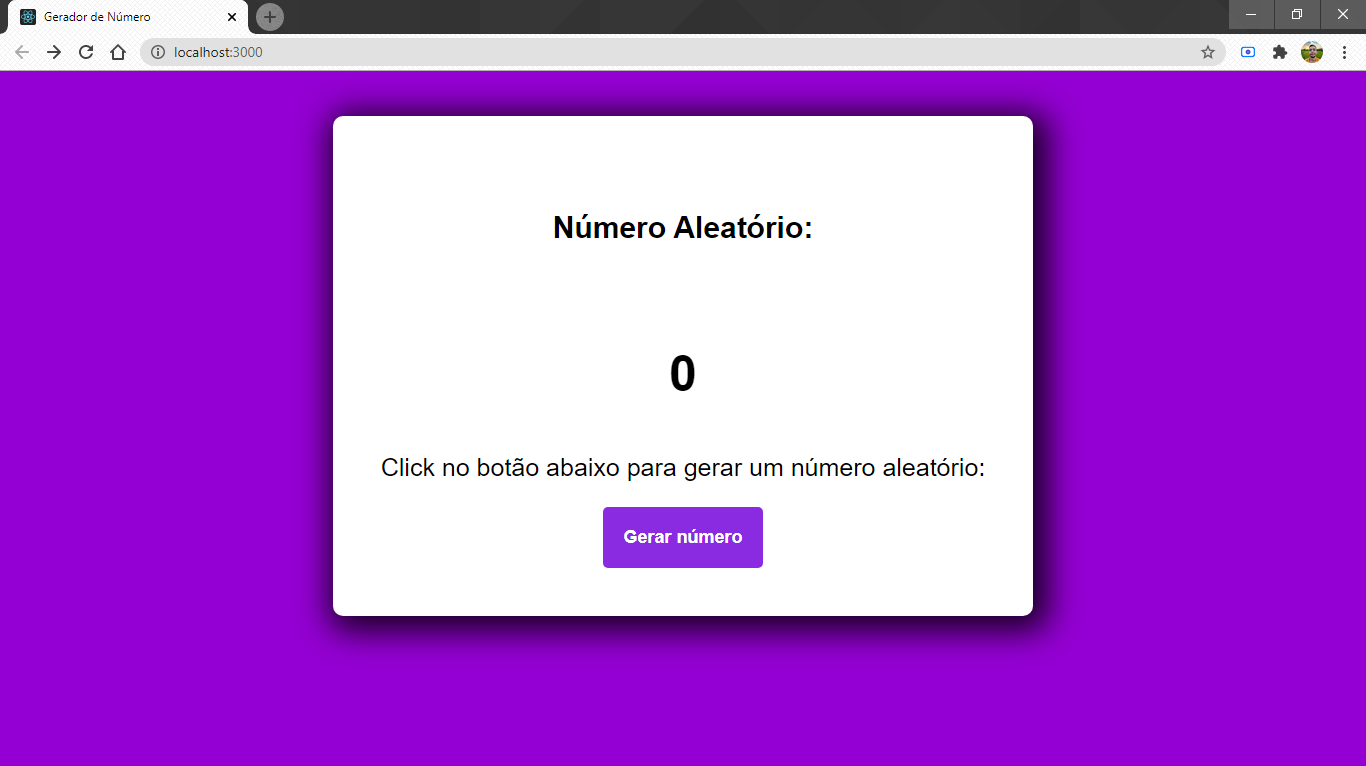 Gerador de Número
localhost:3000
Número Aleatório:
0
Click no botão abaixo para gerar um número aleatório:
Gerar número